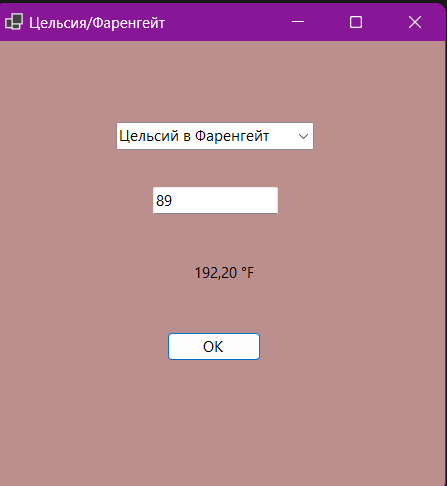 Цельсия/Фаренгейт
Цельсий в Фаренгейт
89
192,20 °F
OK